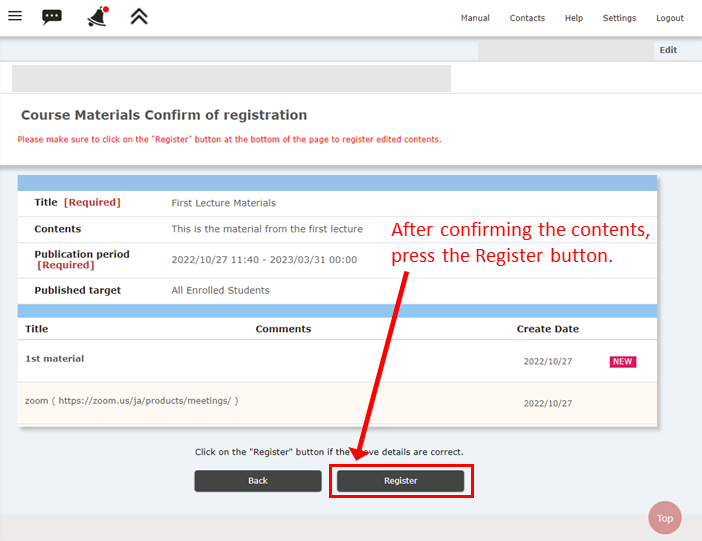 Manual Contacts Help Settings Logout
Edit
Course Materials Confirm of registration
Please make sure to click on the "Register" button at the bottom of the page to register edited contents.
Title [Required] First Lecture Materials
Contents This is the material from the first lecture
After confirming the contents,
press the Register button.
Publication period
[Required]
2022/10/27 11:40 - 2023/03/31 00:00
Published target All Enrolled Students
Title Comments Create Date
1st material 2022/10/27 NEW
zoom ( https://zoom.us/ja/products/meetings/ ) 2022/10/27
Click on the "Register" button if the ove details are correct.
Back Register
Top